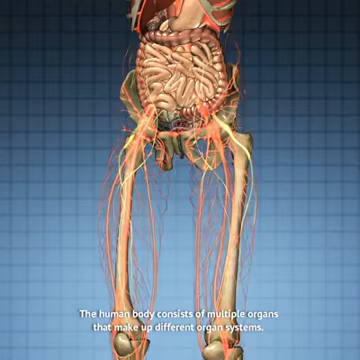 The human body consists of multiple organs
that make up different organ systems.